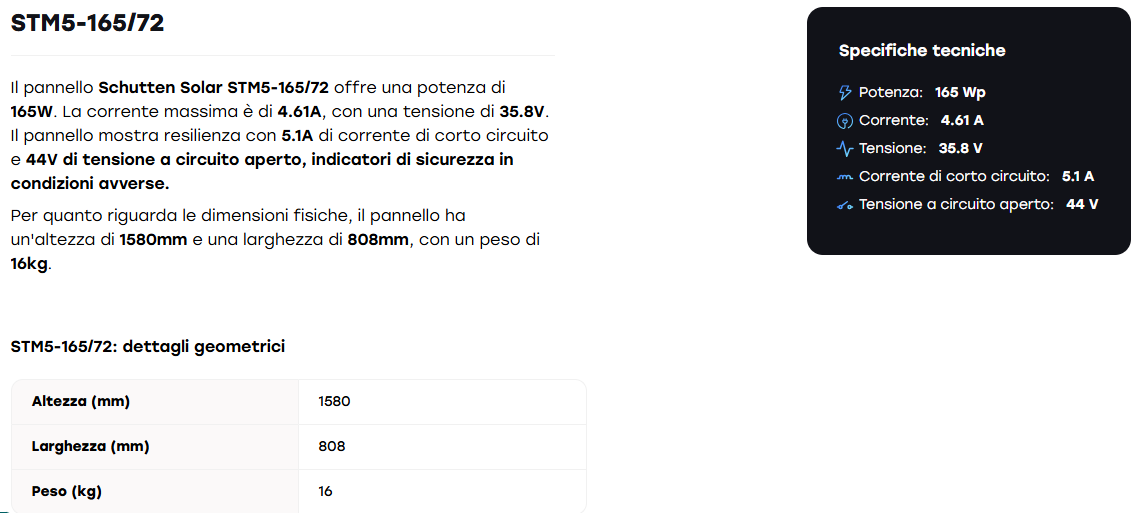 STM5-165/72
Il pannello Schutten Solar STM5-165/72 offre una potenza di
165W. La corrente massima è di 4.61A, con una tensione di 35.8V.
Il pannello mostra resilienza con 5.1A di corrente di corto circuito
e 44V di tensione a circuito aperto, indicatori di sicurezza in
condizioni avverse.
Per quanto riguarda le dimensioni fisiche, il pannello ha
un'altezza di 1580mm e una larghezza di 808mm, con un peso di
16kg.
Specifiche tecniche
Potenza: 165 Wp
Corrente: 4.61 A
Tensione: 35.8 V
Corrente di corto circuito: 5.1 A
Tensione a circuito aperto: 44 V
STM5-165/72: dettagli geometrici
Altezza (mm) 1580
Larghezza (mm) 808
Peso (kg) 16